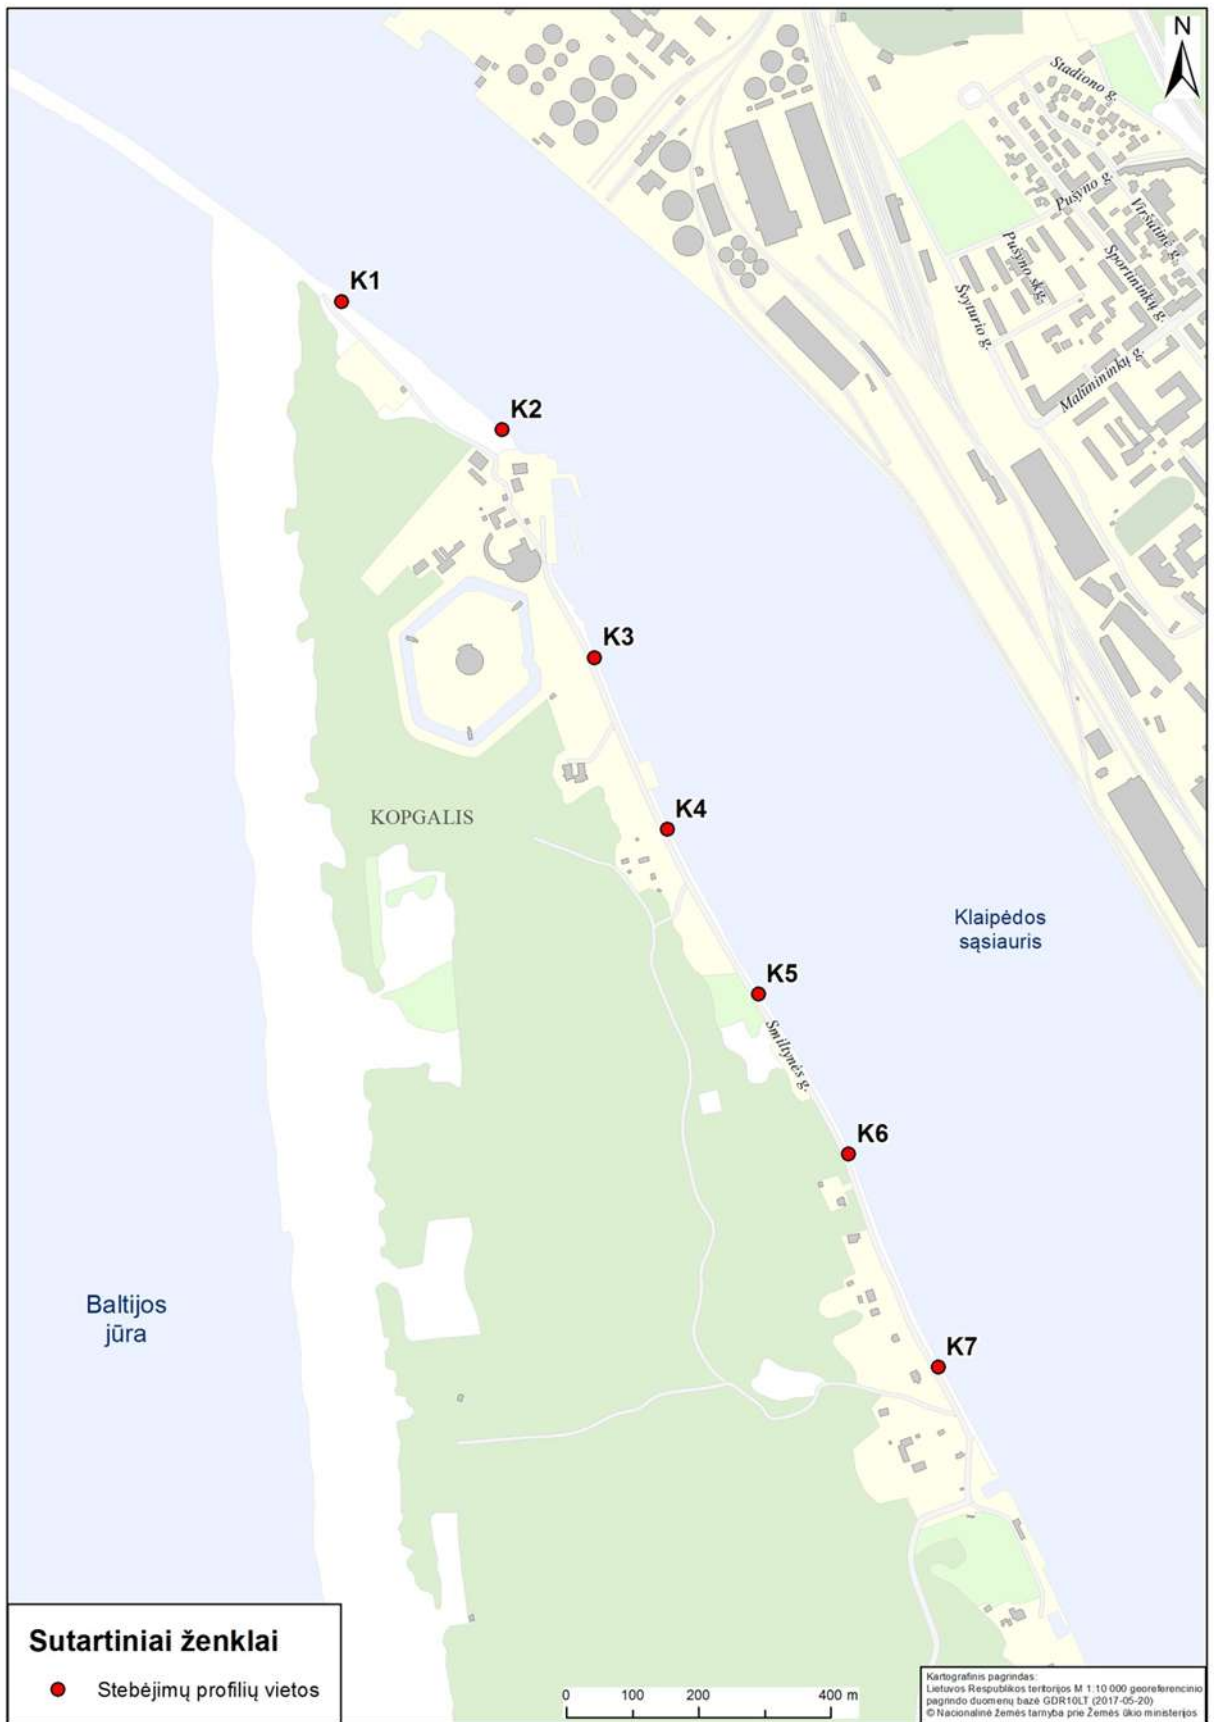 N
Stadiono g.
Pušyno g.
Viršutinė g.
Pušyno skg.
Sportininkų g.
Švyturio g.
Malūnininkų g.
K1
K2
K3
K4
KOPGALIS
Klaipėdos
sąsiauris
K5
Smiltynės g.
K6
Baltijos
jūra
K7
Sutartiniai ženklai
Stebėjimų profilių vietos
0 100 200 400 m
Kartografinis pagrindas:
Lietuvos Respublikos teritorijos M 1:10 000 georeferencinio
pagrindo duomenų bazė GDR10LT (2017-05-20)
© Nacionalinė žemės tarnyba prie Žemės ūkio ministerijos